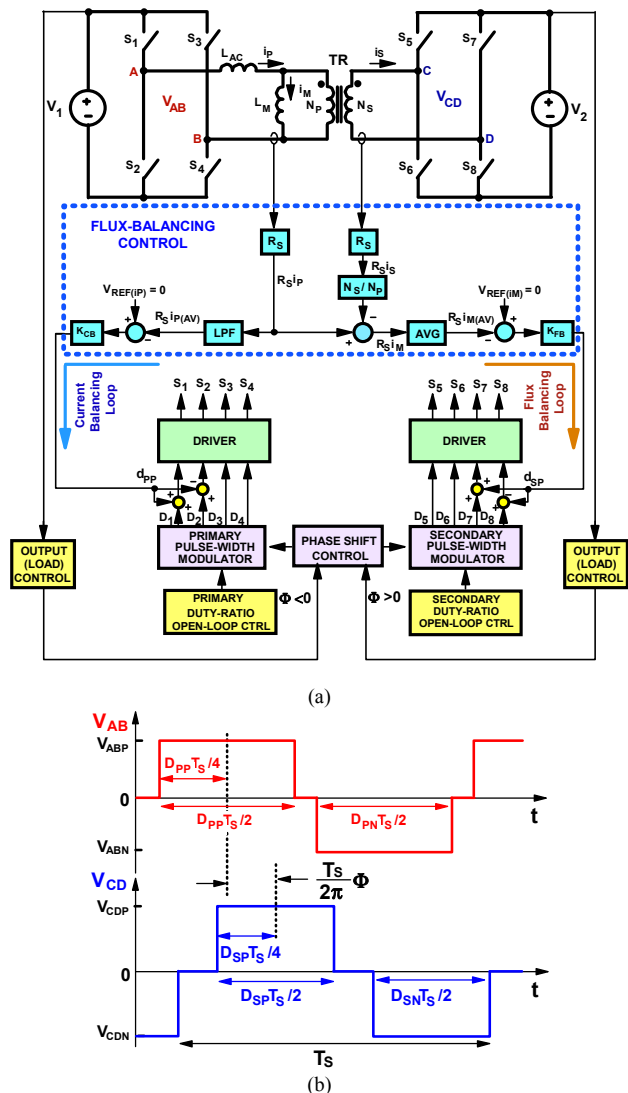 S1
S3
LAC
iP
TR
iS
S5
S7
A
C
V1
VAB
LM
iM
NP
NS
VCD
V2
B
D
S2
S4
S6
S8
FLUX-BALANCING
CONTROL
RS
RS
RSiP
RSiS
NS / NP
VREF(iP) = 0
VREF(iM) = 0
KCB
+
−
RSiP(AV)
LPF
+
−
RSiM
AVG
RSiM(AV)
−
+
KFB
Current
Balancing
Loop
S1 S2 S3 S4
S5 S6 S7 S8
Flux
Balancing
Loop
DRIVER
DRIVER
dPP
dSP
+ + − +
+ + − +
D1 D2 D3 D4
D5 D6 D7 D8
OUTPUT
(LOAD)
CONTROL
PRIMARY
PULSE-WIDTH
MODULATOR
PHASE SHIFT
CONTROL
SECONDARY
PULSE-WIDTH
MODULATOR
OUTPUT
(LOAD)
CONTROL
PRIMARY
DUTY-RATIO
OPEN-LOOP CTRL
Φ<0
Φ>0
SECONDARY
DUTY-RATIO
OPEN-LOOP CTRL
(a)
VAB
VABP
DPPTS/4
0
DPPTS/2
DPNTS/2
t
VABN
VCD
TS/2π Φ
VCDP
DSPTS/4
0
DSPTS/2
DSNTS/2
t
VCDN
TS
(b)